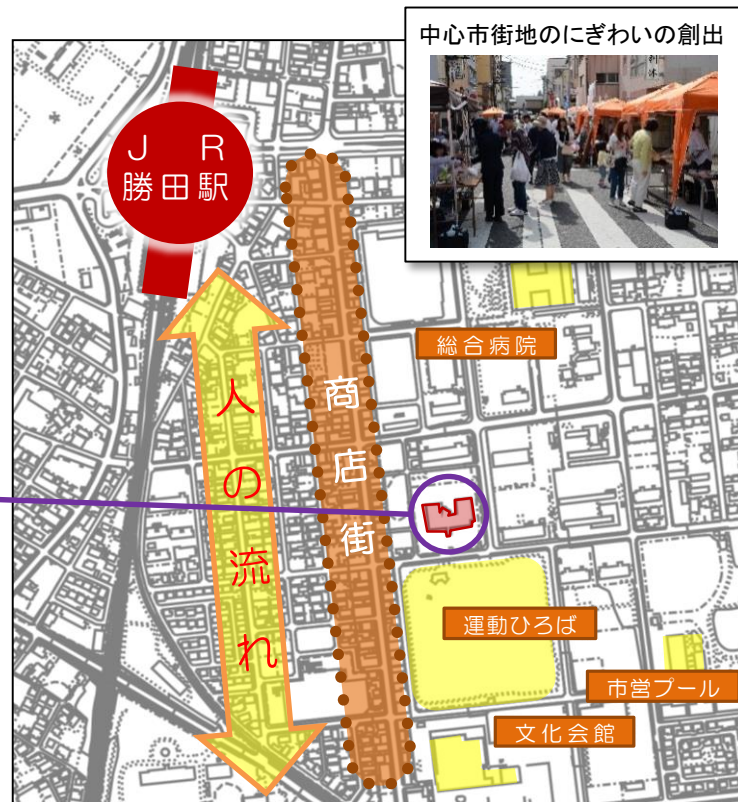 中心市街地のにぎわいの創出
JR
勝田駅
総合病院
人の流れ
商店街
運動ひろば
市営プール
文化会館